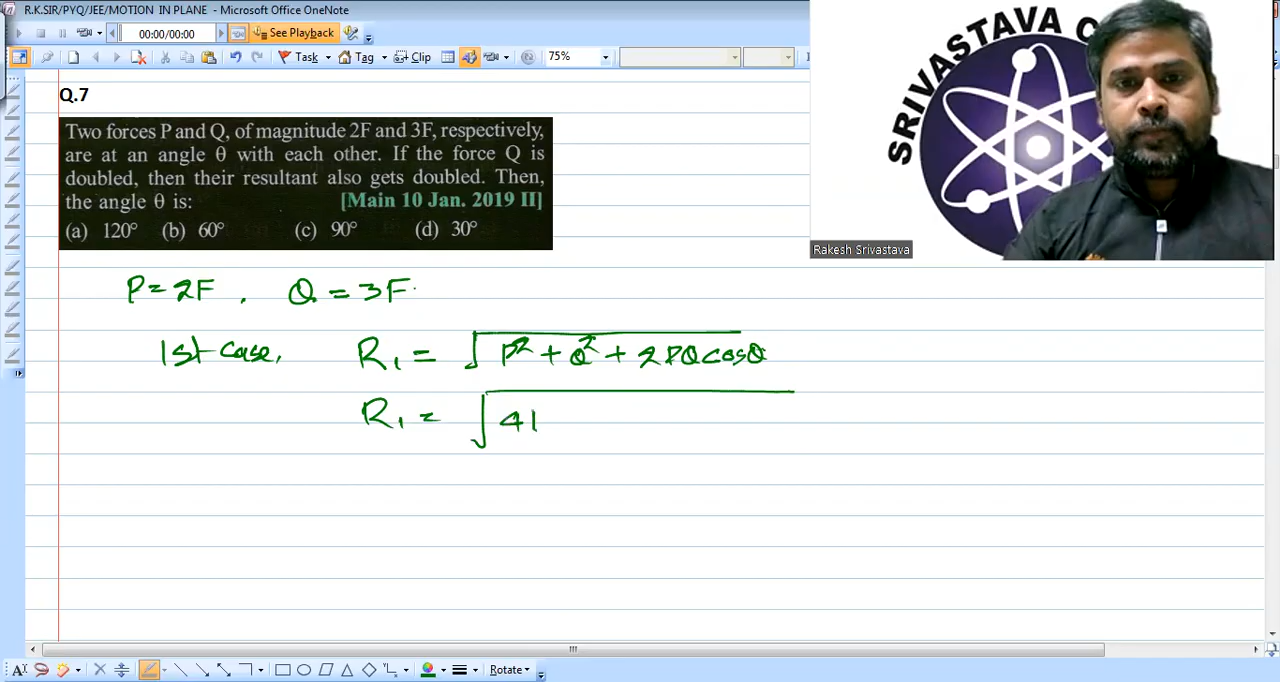 R.K.SIR/PYQ/JEE/MOTION IN PLANE - Microsoft Office OneNote
00:00/00:00
See Playback
Task
Tag
Clip
75%
Q.7
Two forces P and Q, of magnitude 2F and 3F, respectively,
are at an angle θ with each other. If the force Q is
doubled, then their resultant also gets doubled. Then,
the angle θ is: [Main 10 Jan. 2019 II]
(a) 120° (b) 60° (c) 90° (d) 30°
P = 2F , Q = 3F
1st case, R₁ = √P² + Q² + 2PQ cosθ
R₁ = √4
SRIVASTAVA C
Rakesh Srivastava
Rotate